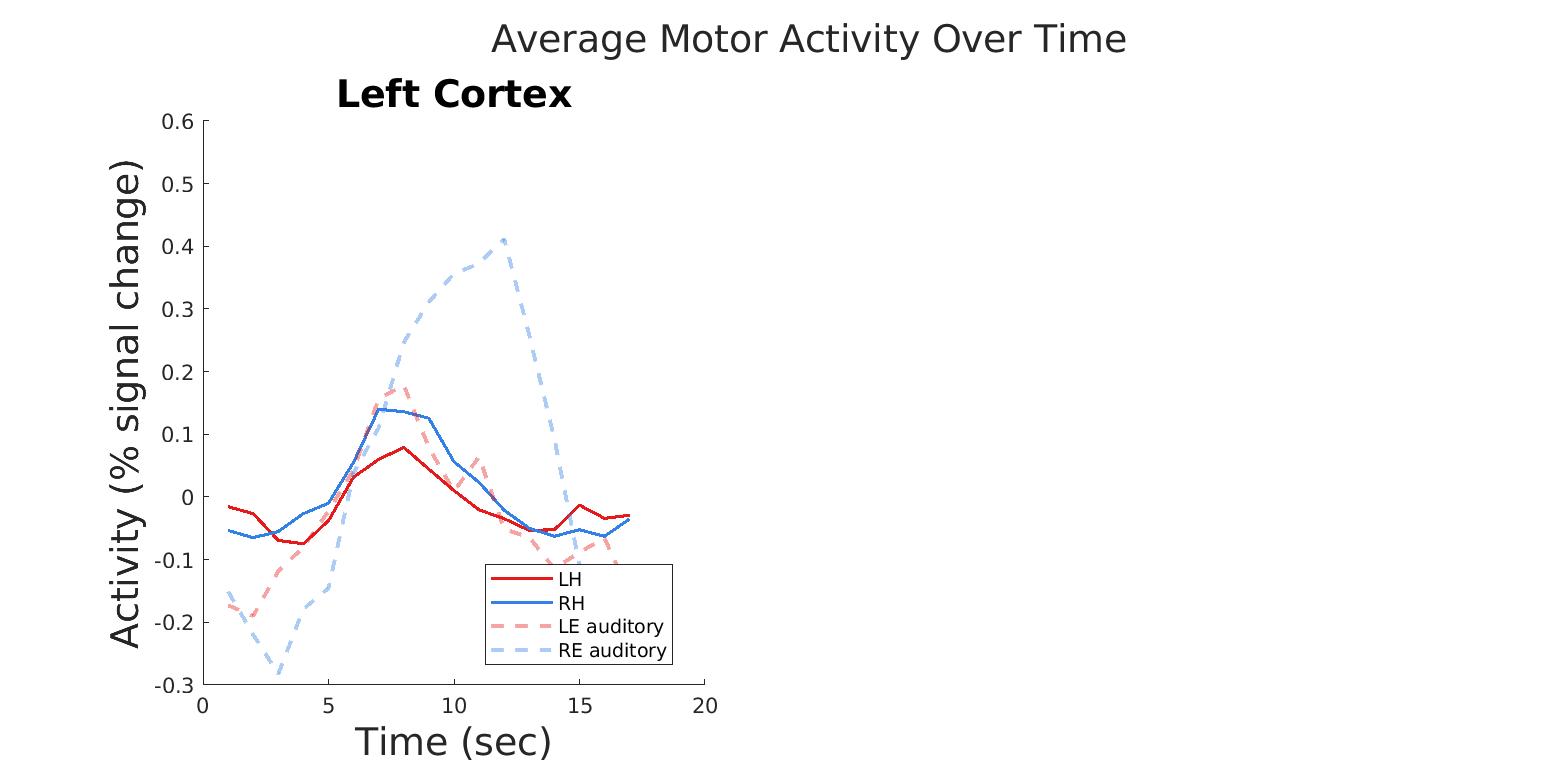 Average Motor Activity Over Time
Left Cortex
0.6
0.5
0.4
0.3
0.2
0.1
0
-0.1
-0.2
-0.3
Activity (% signal change)
0 5 10 15 20
Time (sec)
LH
RH
LE auditory
RE auditory